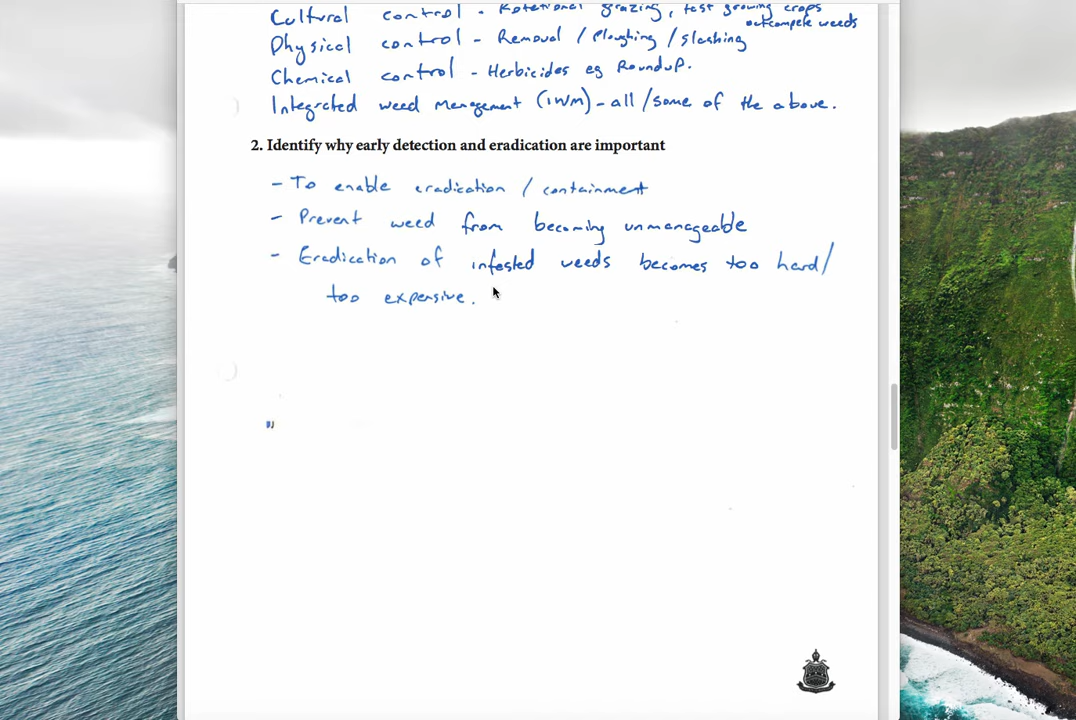 Cultural control - Rotational grazing, fast growing crops
outcompete weeds
Physical control - Removal / Ploughing / Slashing
Chemical control - Herbicides eg Roundup.
Integrated weed Management (IWM) - all / some of the above.
2. Identify why early detection and eradication are important
- To enable eradication / containment
- Prevent weed from becoming unmanageable
- Eradication of infested weeds becomes too hard/
too expensive.